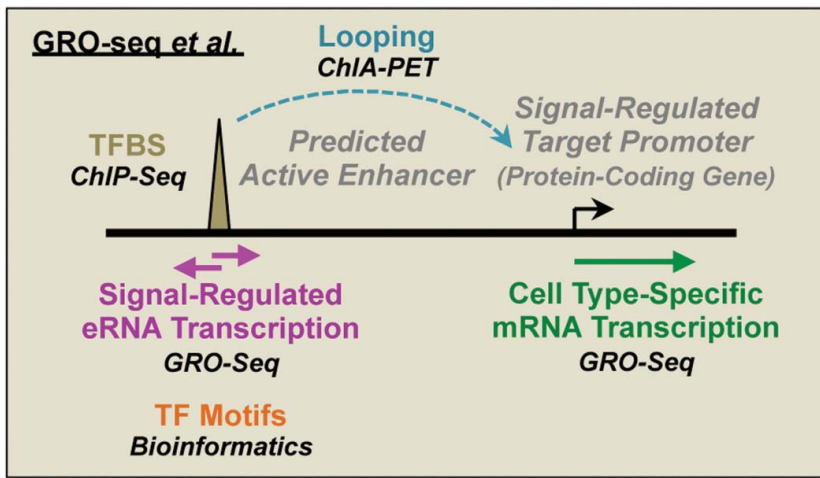 GRO-seq et al.
Looping
ChIA-PET
TFBS
ChIP-Seq
Predicted
Active Enhancer
Signal-Regulated
Target Promoter
(Protein-Coding Gene)
Signal-Regulated
eRNA Transcription
GRO-Seq
Cell Type-Specific
mRNA Transcription
GRO-Seq
TF Motifs
Bioinformatics